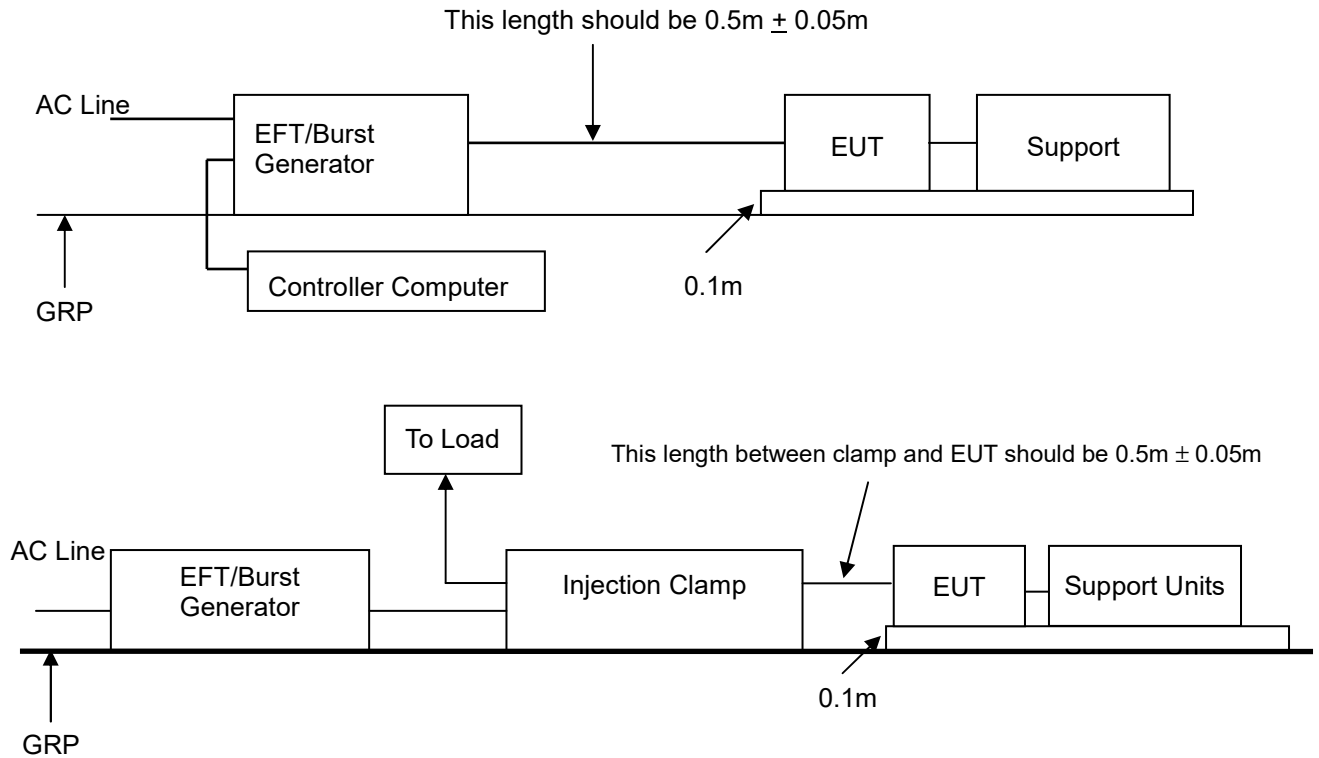 This length should be 0.5m ± 0.05m
AC Line
EFT/Burst
Generator
EUT
Support
Controller Computer
0.1m
GRP
To Load
This length between clamp and EUT should be 0.5m ± 0.05m
AC Line
EFT/Burst
Generator
Injection Clamp
EUT
Support Units
0.1m
GRP